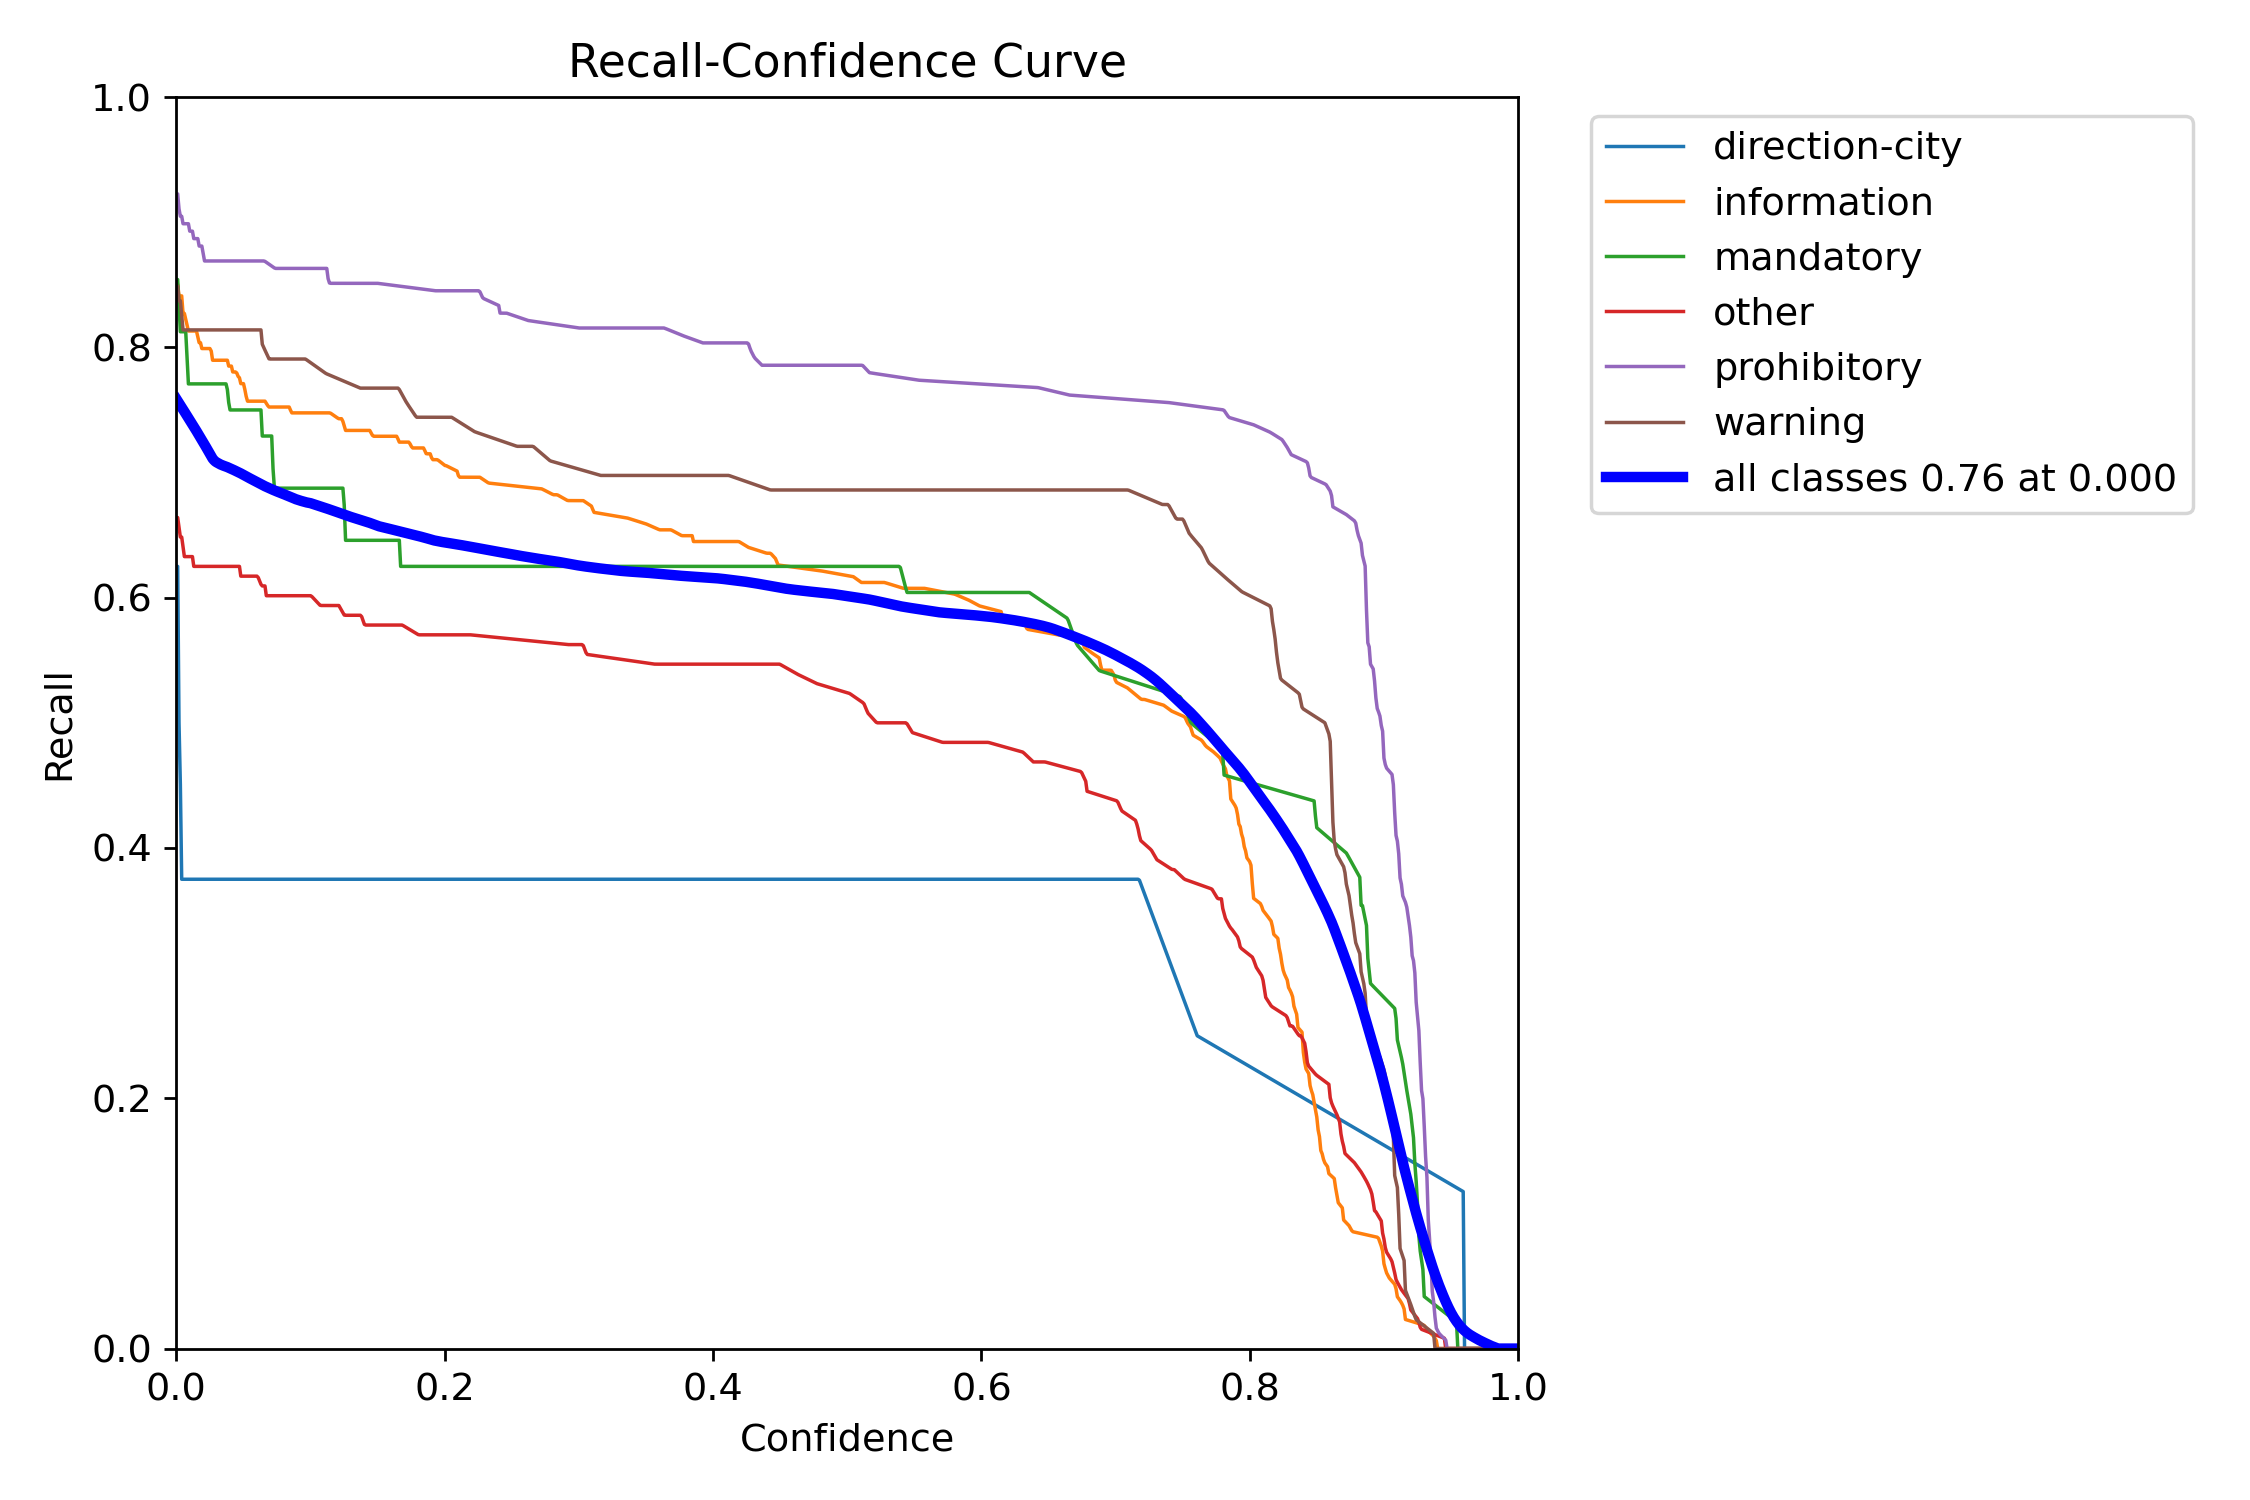 Recall-Confidence Curve
1.0
0.8
0.6
0.4
0.2
0.0
Recall
0.0 0.2 0.4 0.6 0.8 1.0
Confidence
direction-city
information
mandatory
other
prohibitory
warning
all classes 0.76 at 0.000